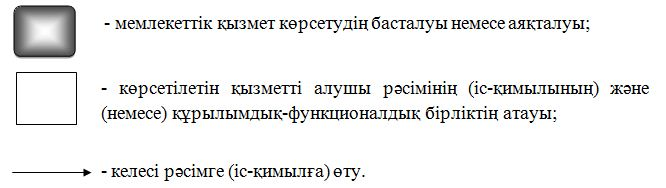 - мемлекеттік қызмет көрсетудің басталуы немесе аяқталуы;
- көрсетілетін қызметті алушы рәсімінің (іс-қимылының) және
(немесе) құрылымдық-функционалдық бірліктің атауы;
- келесі рәсімге (іс-қимылға) өту.